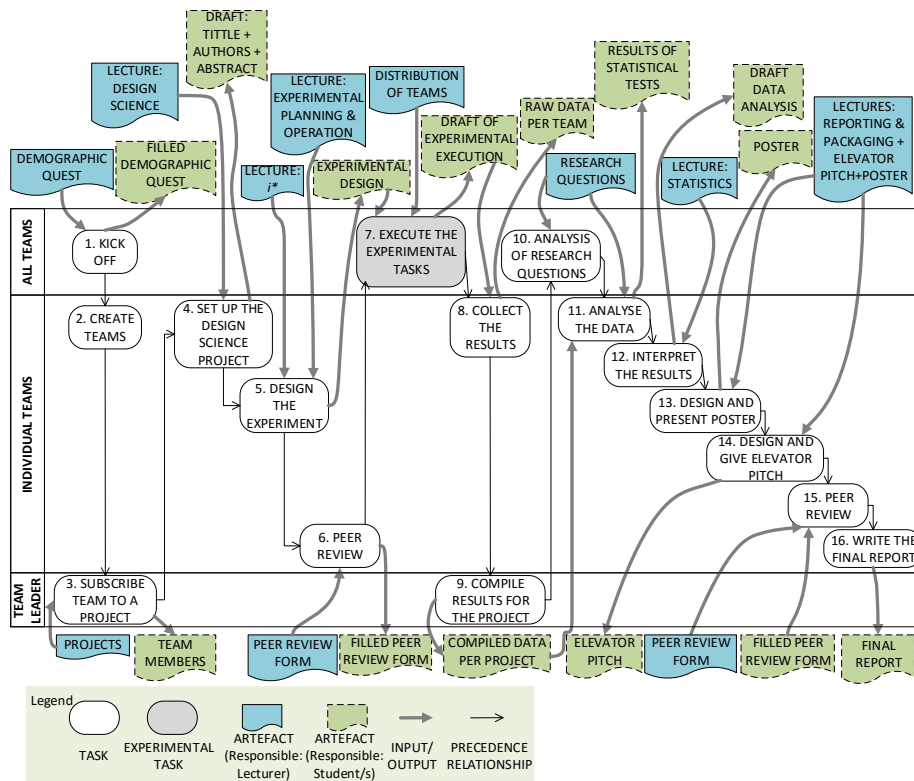 DRAFT:
TITTLE +
AUTHORS +
ABSTRACT
LECTURE:
DESIGN
SCIENCE
LECTURE:
EXPERIMENTAL
PLANNING &
OPERATION
DISTRIBUTION
OF TEAMS
RESULTS OF
STATISTICAL
TESTS
DRAFT
DATA
ANALYSIS
LECTURES:
REPORTING &
PACKAGING +
ELEVATOR
PITCH+POSTER
RAW DATA
PER TEAM
DRAFT OF
EXPERIMENTAL
EXECUTION
POSTER
DEMOGRAPHIC
QUEST
FILLED
DEMOGRAPHIC
QUEST
LECTURE:
i*
EXPERIMENTAL
DESIGN
RESEARCH
QUESTIONS
LECTURE:
STATISTICS
ALL TEAMS
1. KICK
OFF
7. EXECUTE THE
EXPERIMENTAL
TASKS
10. ANALYSIS
OF RESEARCH
QUESTIONS
INDIVIDUAL TEAMS
2. CREATE
TEAMS
4. SET UP THE
DESIGN
SCIENCE
PROJECT
8. COLLECT
THE
RESULTS
11. ANALYSE
THE DATA
12. INTERPRET
THE RESULTS
5. DESIGN
THE
EXPERIMENT
13. DESIGN AND
PRESENT POSTER
14. DESIGN AND
GIVE ELEVATOR
PITCH
15. PEER
REVIEW
6. PEER
REVIEW
16. WRITE THE
FINAL REPORT
TEAM
LEADER
3. SUBSCRIBE
TEAM TO A
PROJECT
9. COMPILE
RESULTS FOR
THE PROJECT
PROJECTS
TEAM
MEMBERS
PEER REVIEW
FORM
FILLED PEER
REVIEW FORM
COMPILED DATA
PER PROJECT
ELEVATOR
PITCH
PEER REVIEW
FORM
FILLED PEER
REVIEW FORM
FINAL
REPORT
Legend
TASK
EXPERIMENTAL
TASK
ARTEFACT
(Responsible:
Lecturer)
ARTEFACT
(Responsible:
Student/s)
INPUT/
OUTPUT
PRECEDENCE
RELATIONSHIP